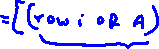 =[(row i OR A)